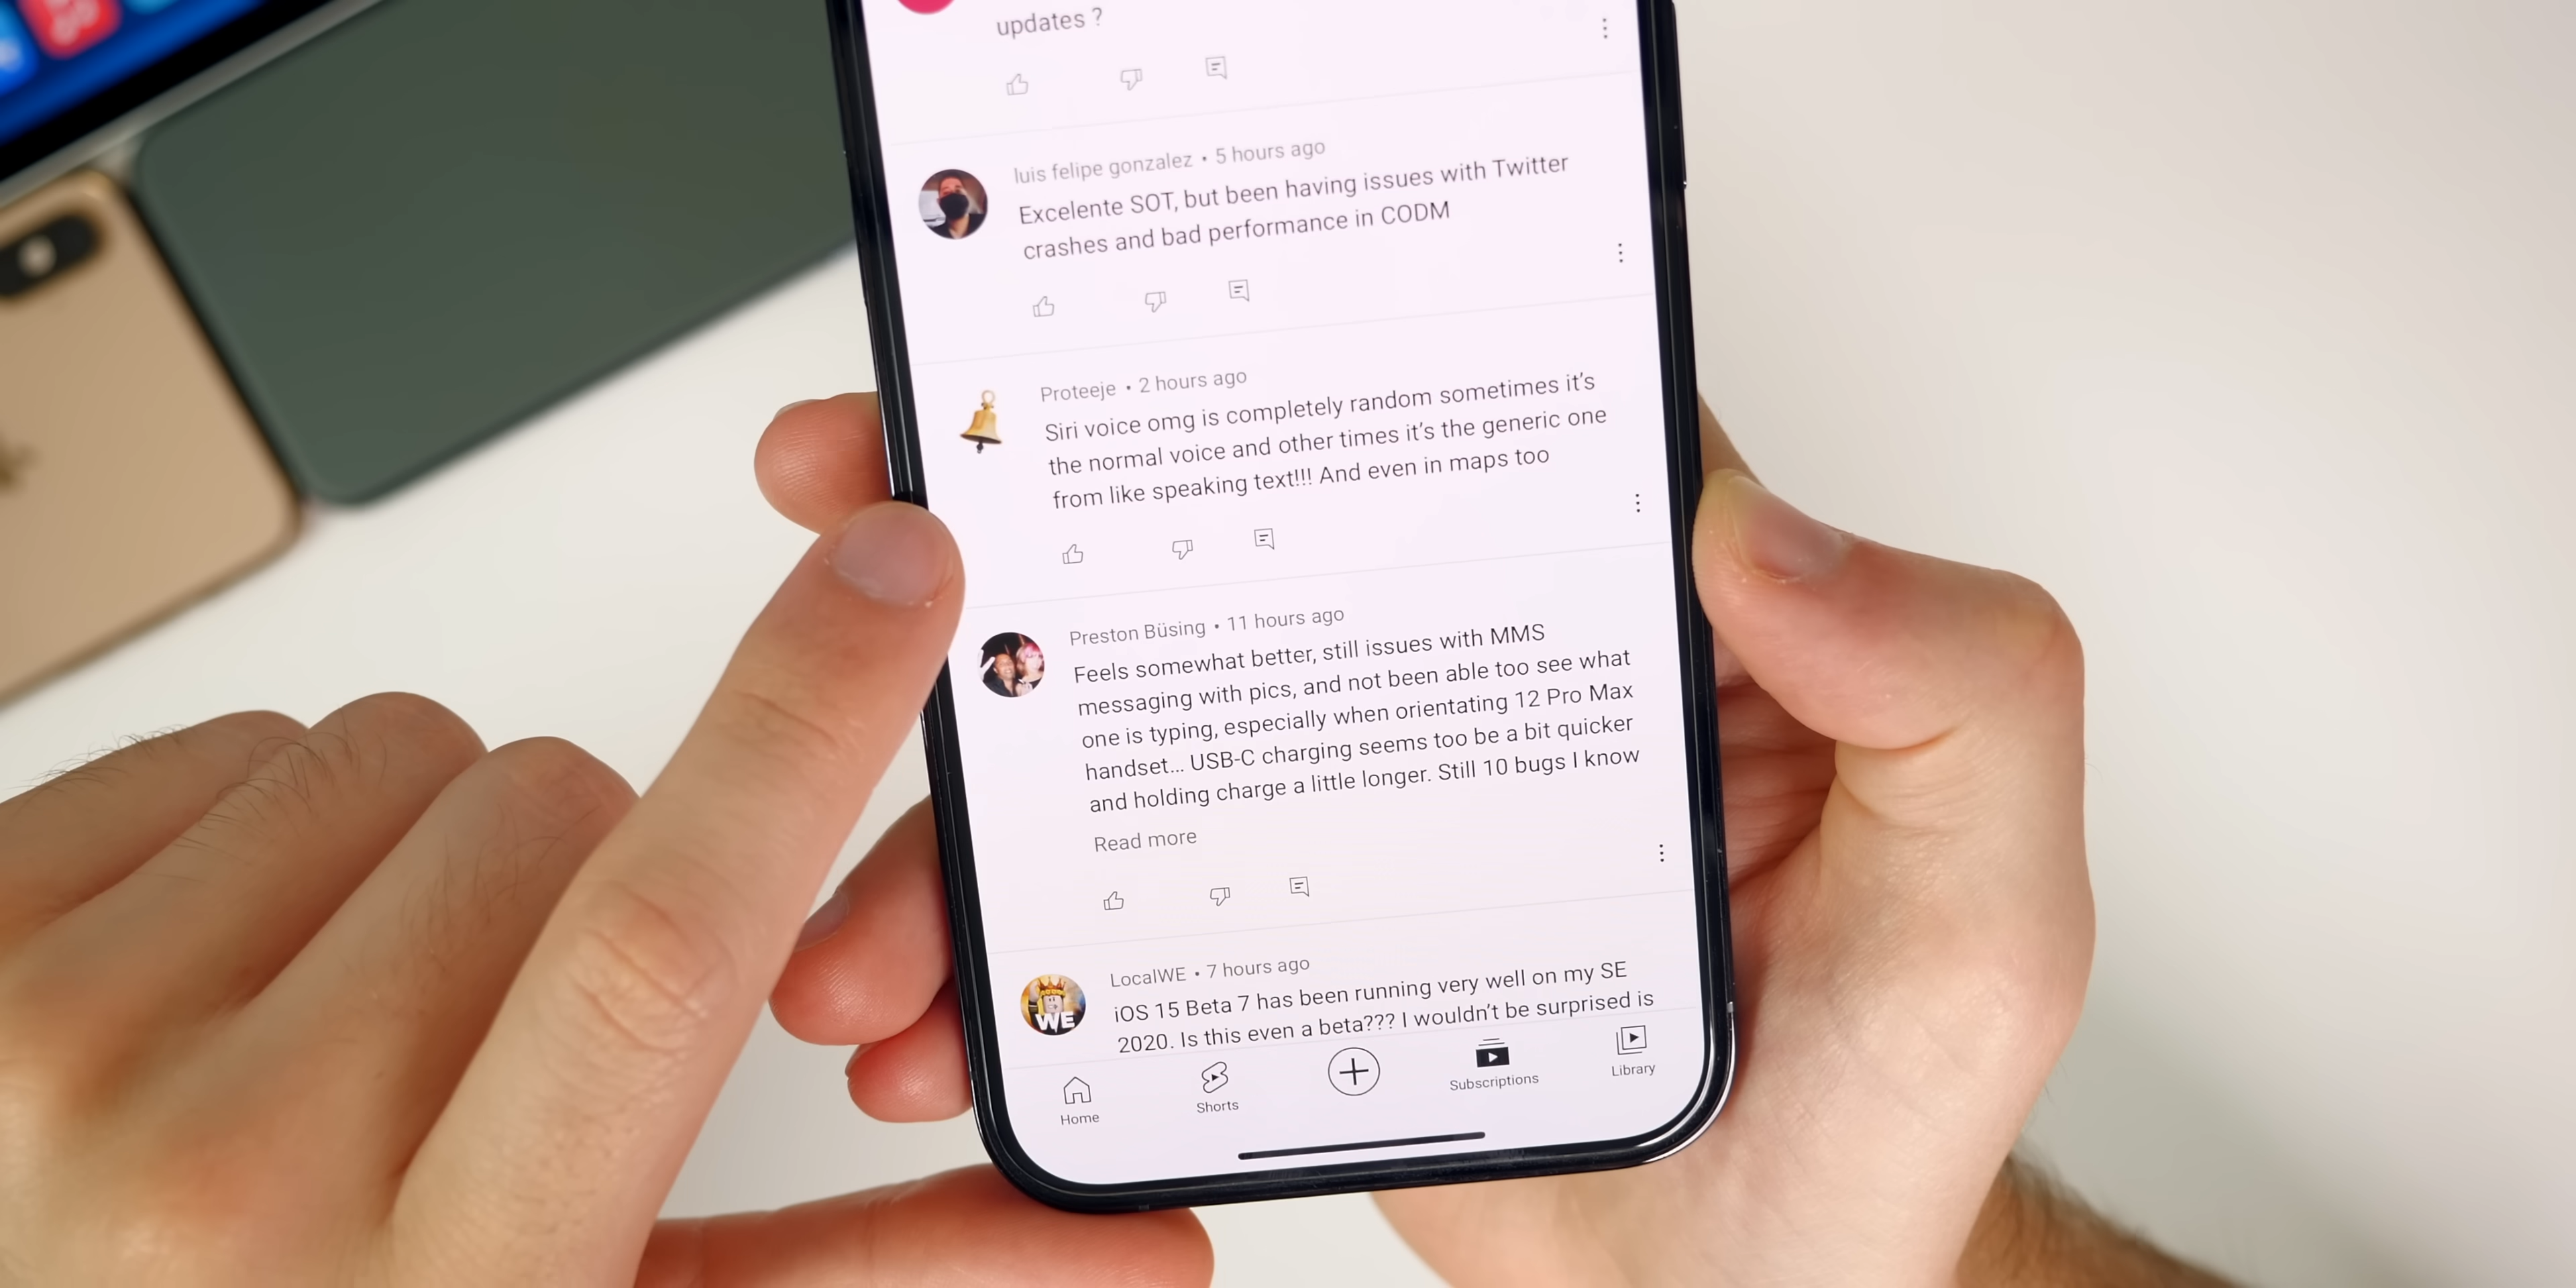 updates ?
luis felipe gonzalez • 5 hours ago
Excelente SOT, but been having issues with Twitter
crashes and bad performance in CODM
Proteeje • 2 hours ago
Siri voice omg is completely random sometimes it's
the normal voice and other times it's the generic one
from like speaking text!!! And even in maps too
Preston Büsing • 11 hours ago
Feels somewhat better, still issues with MMS
messaging with pics, and not been able too see what
one is typing, especially when orientating 12 Pro Max
handset... USB-C charging seems too be a bit quicker
and holding charge a little longer. Still 10 bugs I know
Read more
LocalWE • 7 hours ago
iOS 15 Beta 7 has been running very well on my SE
2020. Is this even a beta??? I wouldn't be surprised is
WE
Home
Shorts
Subscriptions
Library